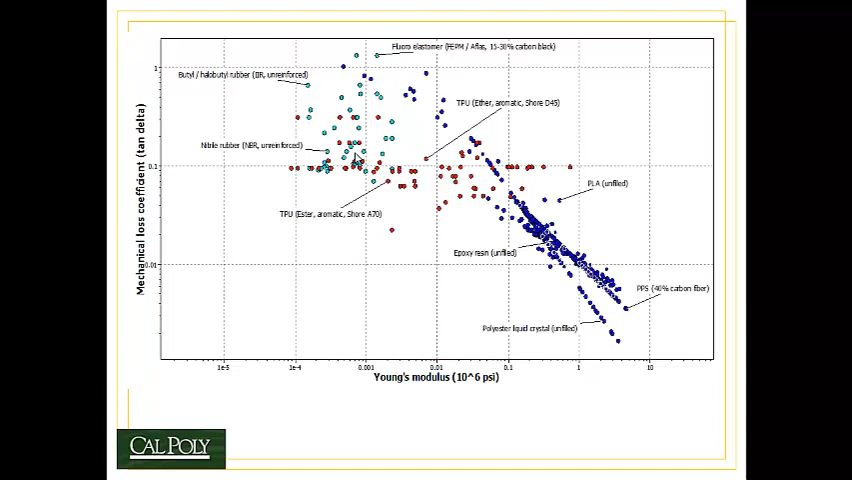 Fluoro elastomer (FEPM / Aflas, 15-30% carbon black)
1
Butyl / halobutyl rubber (IIR, unreinforced)
TPU (Ether, aromatic, Shore D45)
Nitrile rubber (NBR, unreinforced)
0.1
PLA (unfilled)
TPU (Ester, aromatic, Shore A70)
Epoxy resin (unfilled)
0.01
PPS (40% carbon fiber)
Polyester liquid crystal (unfilled)
Mechanical loss coefficient (tan delta)
1e-5 1e-4 0.001 0.01 0.1 1 10
Young's modulus (10^6 psi)
CAL POLY